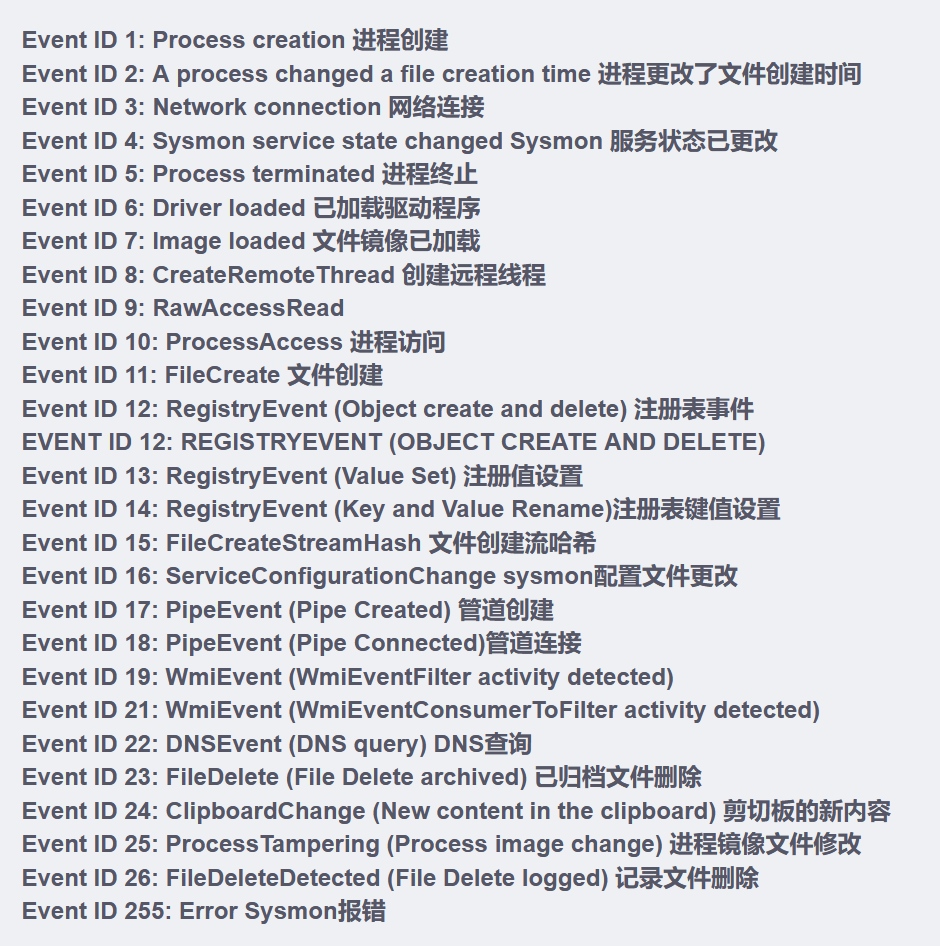 Event ID 1: Process creation 进程创建
Event ID 2: A process changed a file creation time 进程更改了文件创建时间
Event ID 3: Network connection 网络连接
Event ID 4: Sysmon service state changed Sysmon 服务状态已更改
Event ID 5: Process terminated 进程终止
Event ID 6: Driver loaded 已加载驱动程序
Event ID 7: Image loaded 文件镜像已加载
Event ID 8: CreateRemoteThread 创建远程线程
Event ID 9: RawAccessRead
Event ID 10: ProcessAccess 进程访问
Event ID 11: FileCreate 文件创建
Event ID 12: RegistryEvent (Object create and delete) 注册表事件
EVENT ID 12: REGISTRYEVENT (OBJECT CREATE AND DELETE)
Event ID 13: RegistryEvent (Value Set) 注册值设置
Event ID 14: RegistryEvent (Key and Value Rename)注册表键值设置
Event ID 15: FileCreateStreamHash 文件创建流哈希
Event ID 16: ServiceConfigurationChange sysmon配置文件更改
Event ID 17: PipeEvent (Pipe Created) 管道创建
Event ID 18: PipeEvent (Pipe Connected)管道连接
Event ID 19: WmiEvent (WmiEventFilter activity detected)
Event ID 21: WmiEvent (WmiEventConsumerToFilter activity detected)
Event ID 22: DNSEvent (DNS query) DNS查询
Event ID 23: FileDelete (File Delete archived) 已归档文件删除
Event ID 24: ClipboardChange (New content in the clipboard) 剪切板的新内容
Event ID 25: ProcessTampering (Process image change) 进程镜像文件修改
Event ID 26: FileDeleteDetected (File Delete logged) 记录文件删除
Event ID 255: Error Sysmon报错